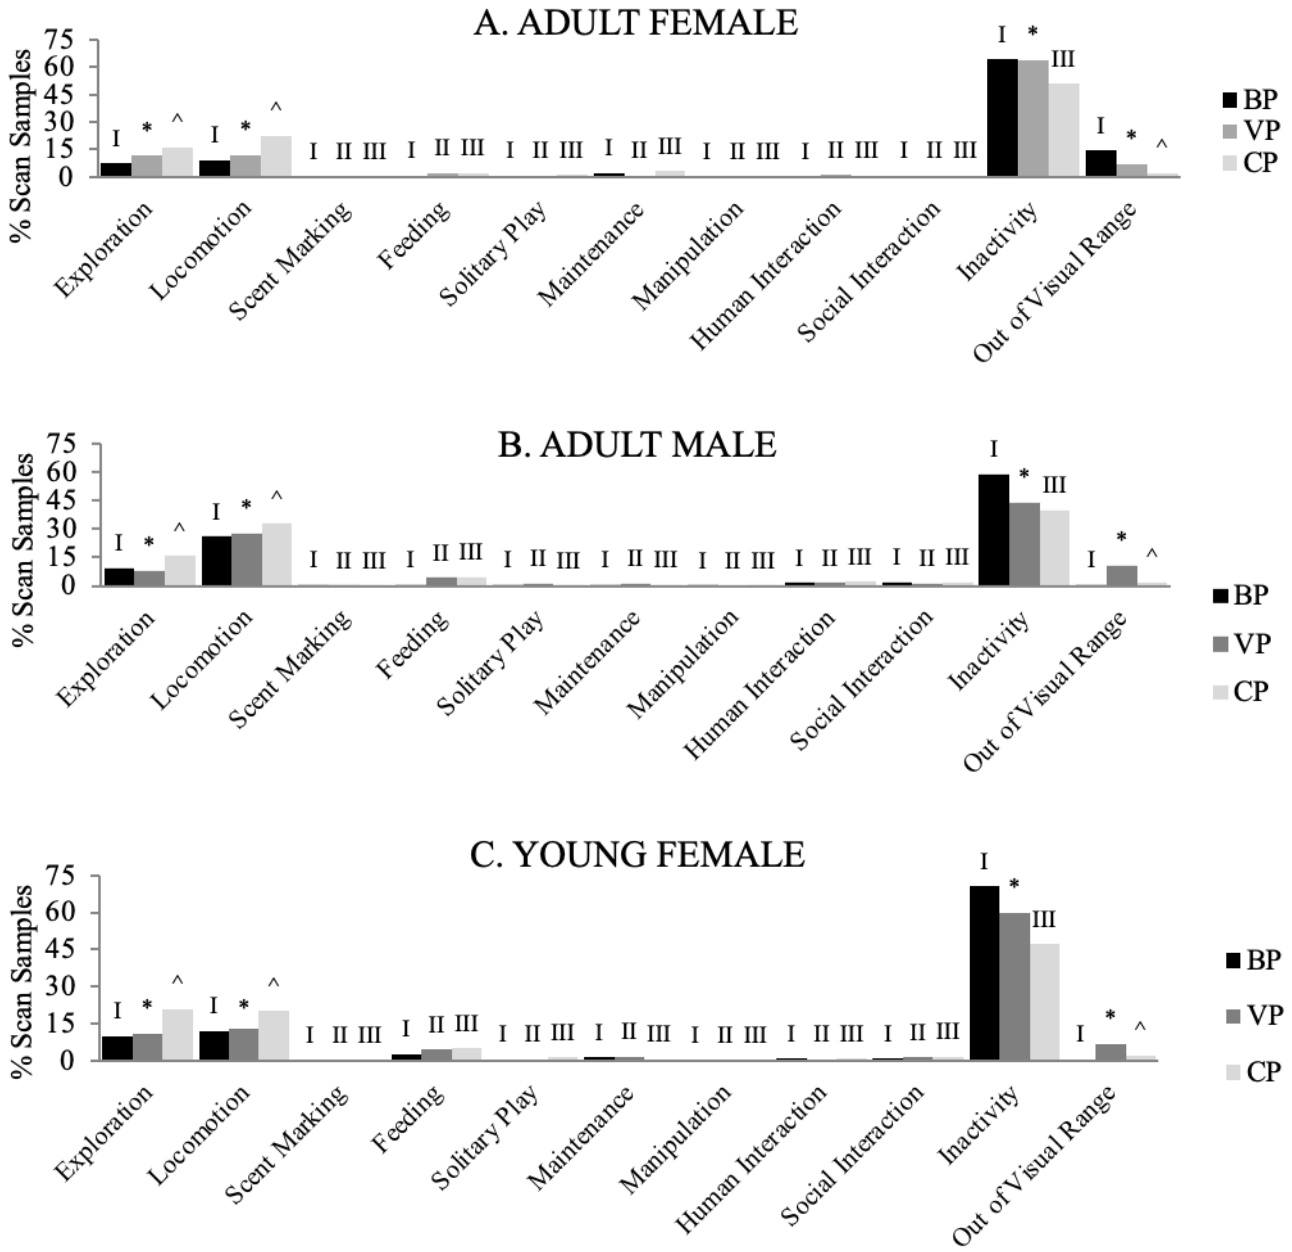 A. ADULT FEMALE
% Scan Samples
75
60
45
30
15
0
I * ^ I * ^ I II III I II III I II III I II III I II III I II III I II III I * III I * ^
Exploration
Locomotion
Scent Marking
Feeding
Solitary Play
Maintenance
Manipulation
Human Interaction
Social Interaction
Inactivity
Out of Visual Range
BP
VP
CP
B. ADULT MALE
% Scan Samples
75
60
45
30
15
0
I * ^ I * ^ I II III I II III I II III I II III I II III I II III I II III I * III I * ^
Exploration
Locomotion
Scent Marking
Feeding
Solitary Play
Maintenance
Manipulation
Human Interaction
Social Interaction
Inactivity
Out of Visual Range
BP
VP
CP
C. YOUNG FEMALE
% Scan Samples
75
60
45
30
15
0
I * ^ I * ^ I II III I II III I II III I II III I II III I II III I II III I * III I * ^
Exploration
Locomotion
Scent Marking
Feeding
Solitary Play
Maintenance
Manipulation
Human Interaction
Social Interaction
Inactivity
Out of Visual Range
BP
VP
CP